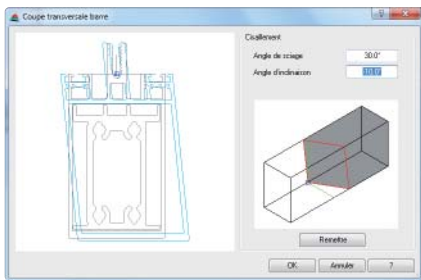 Coupe transversale barre
Cisaillement
Angle de sciage
30.0°
Angle d'inclinaison
10.0°
Remettre
OK
Annuler
?